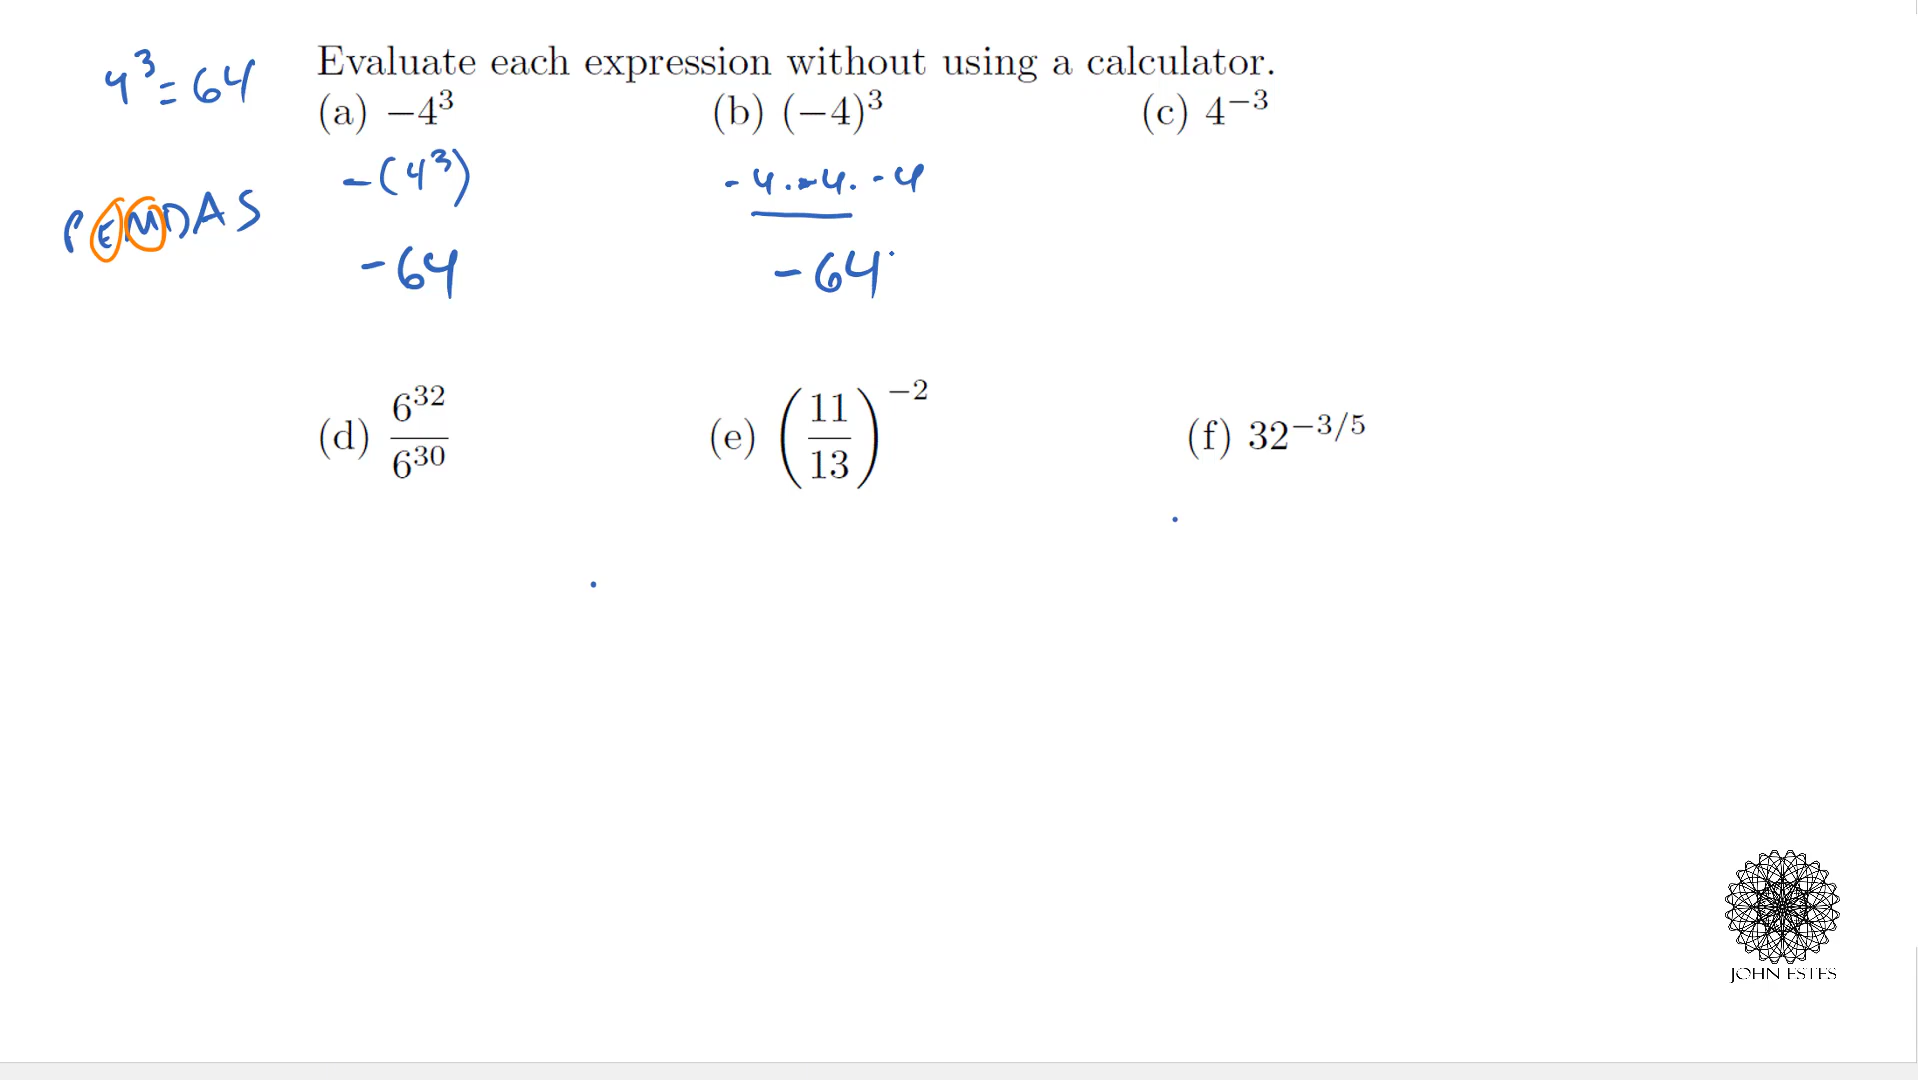 4³ = 64
Evaluate each expression without using a calculator.
(a) −4³ (b) (−4)³ (c) 4⁻³
-(4³) -4 · -4 · -4
PEMDAS
-64 -64
(d) 6³²/6³⁰ (e) (11/13)⁻² (f) 32⁻³/⁵
JOHN ESTES